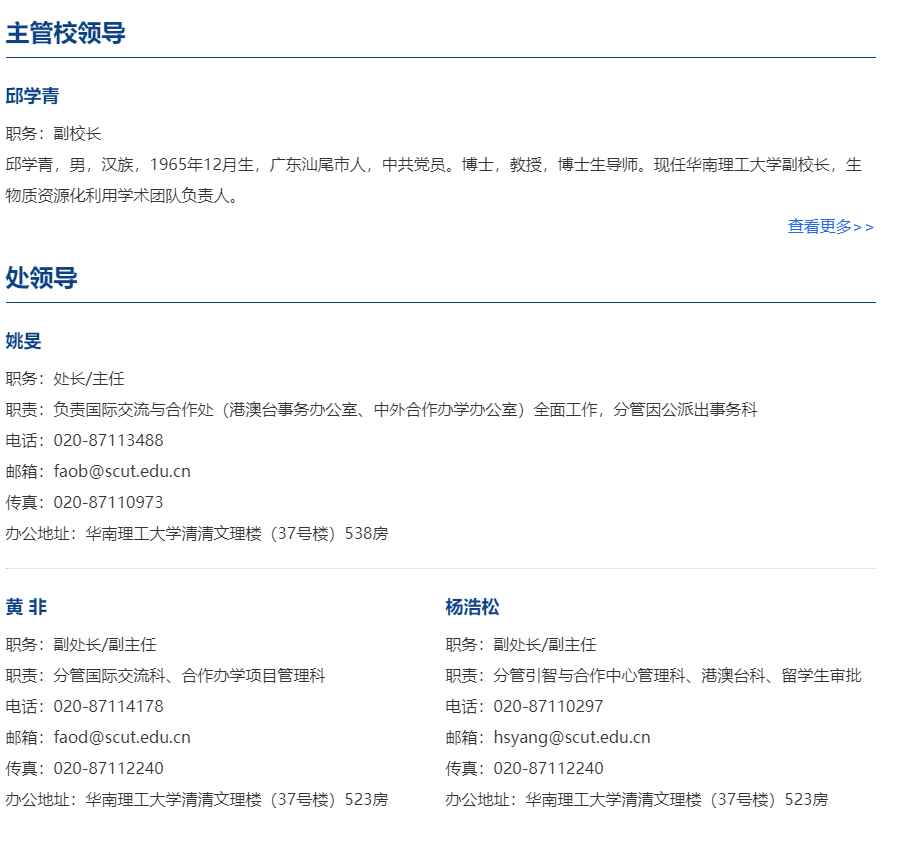 主管校领导
邱学青
职务：副校长
邱学青，男，汉族，1965年12月生，广东汕尾市人，中共党员。博士，教授，博士生导师。现任华南理工大学副校长，生
物质资源化利用学术团队负责人。
查看更多>>
处领导
姚旻
职务：处长/主任
职责：负责国际交流与合作处（港澳台事务办公室、中外合作办学办公室）全面工作，分管因公派出事务科
电话：020-87113488
邮箱：faob@scut.edu.cn
传真：020-87110973
办公地址：华南理工大学清清文理楼（37号楼）538房
黄 非
职务：副处长/副主任
职责：分管国际交流科、合作办学项目管理科
电话：020-87114178
邮箱：faod@scut.edu.cn
传真：020-87112240
办公地址：华南理工大学清清文理楼（37号楼）523房
杨浩松
职务：副处长/副主任
职责：分管引智与合作中心管理科、港澳台科、留学生审批
电话：020-87110297
邮箱：hsyang@scut.edu.cn
传真：020-87112240
办公地址：华南理工大学清清文理楼（37号楼）523房